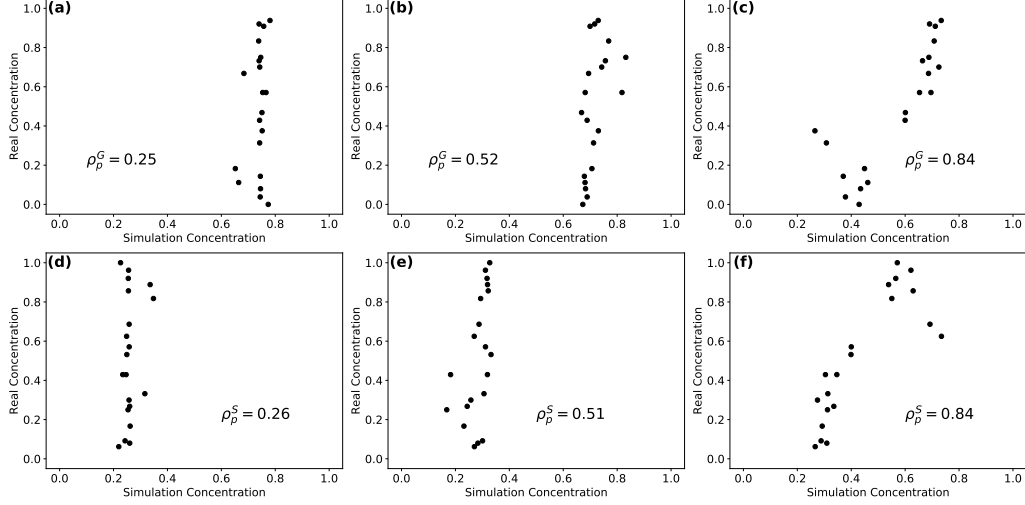 (a)
Real Concentration
1.0
0.8
0.6
0.4
0.2
0.0
ρ_p^G = 0.25
0.0 0.2 0.4 0.6 0.8 1.0
Simulation Concentration
(b)
Real Concentration
1.0
0.8
0.6
0.4
0.2
0.0
ρ_p^G = 0.52
0.0 0.2 0.4 0.6 0.8 1.0
Simulation Concentration
(c)
Real Concentration
1.0
0.8
0.6
0.4
0.2
0.0
ρ_p^G = 0.84
0.0 0.2 0.4 0.6 0.8 1.0
Simulation Concentration
(d)
Real Concentration
1.0
0.8
0.6
0.4
0.2
0.0
ρ_p^S = 0.26
0.0 0.2 0.4 0.6 0.8 1.0
Simulation Concentration
(e)
Real Concentration
1.0
0.8
0.6
0.4
0.2
0.0
ρ_p^S = 0.51
0.0 0.2 0.4 0.6 0.8 1.0
Simulation Concentration
(f)
Real Concentration
1.0
0.8
0.6
0.4
0.2
0.0
ρ_p^S = 0.84
0.0 0.2 0.4 0.6 0.8 1.0
Simulation Concentration